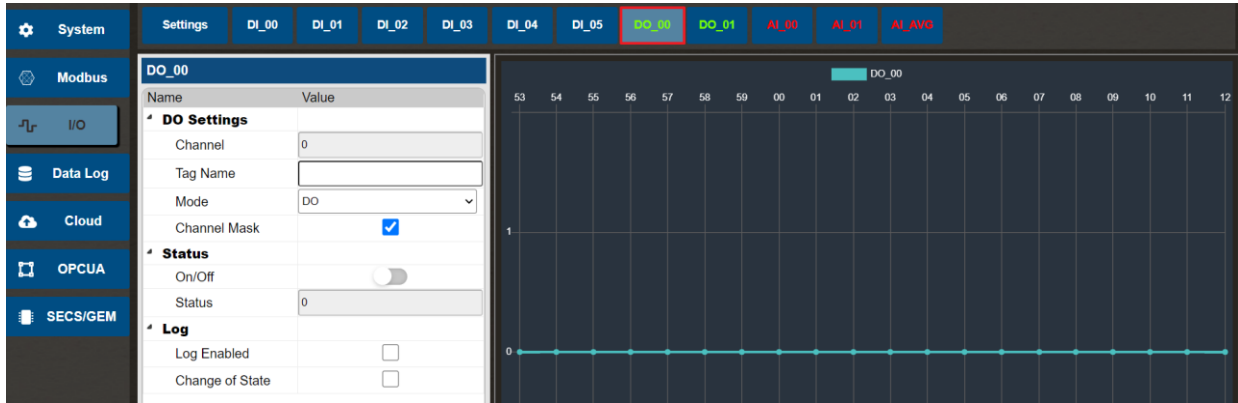 System
Modbus
I/O
Data Log
Cloud
OPCUA
SECS/GEM
Settings DI_00 DI_01 DI_02 DI_03 DI_04 DI_05 DO_00 DO_01 AI_00 AI_01 AI_AVG
DO_00
Name Value
DO Settings
Channel 0
Tag Name
Mode DO
Channel Mask
Status
On/Off
Status 0
Log
Log Enabled
Change of State
DO_00
53 54 55 56 57 58 59 00 01 02 03 04 05 06 07 08 09 10 11 12
1
0